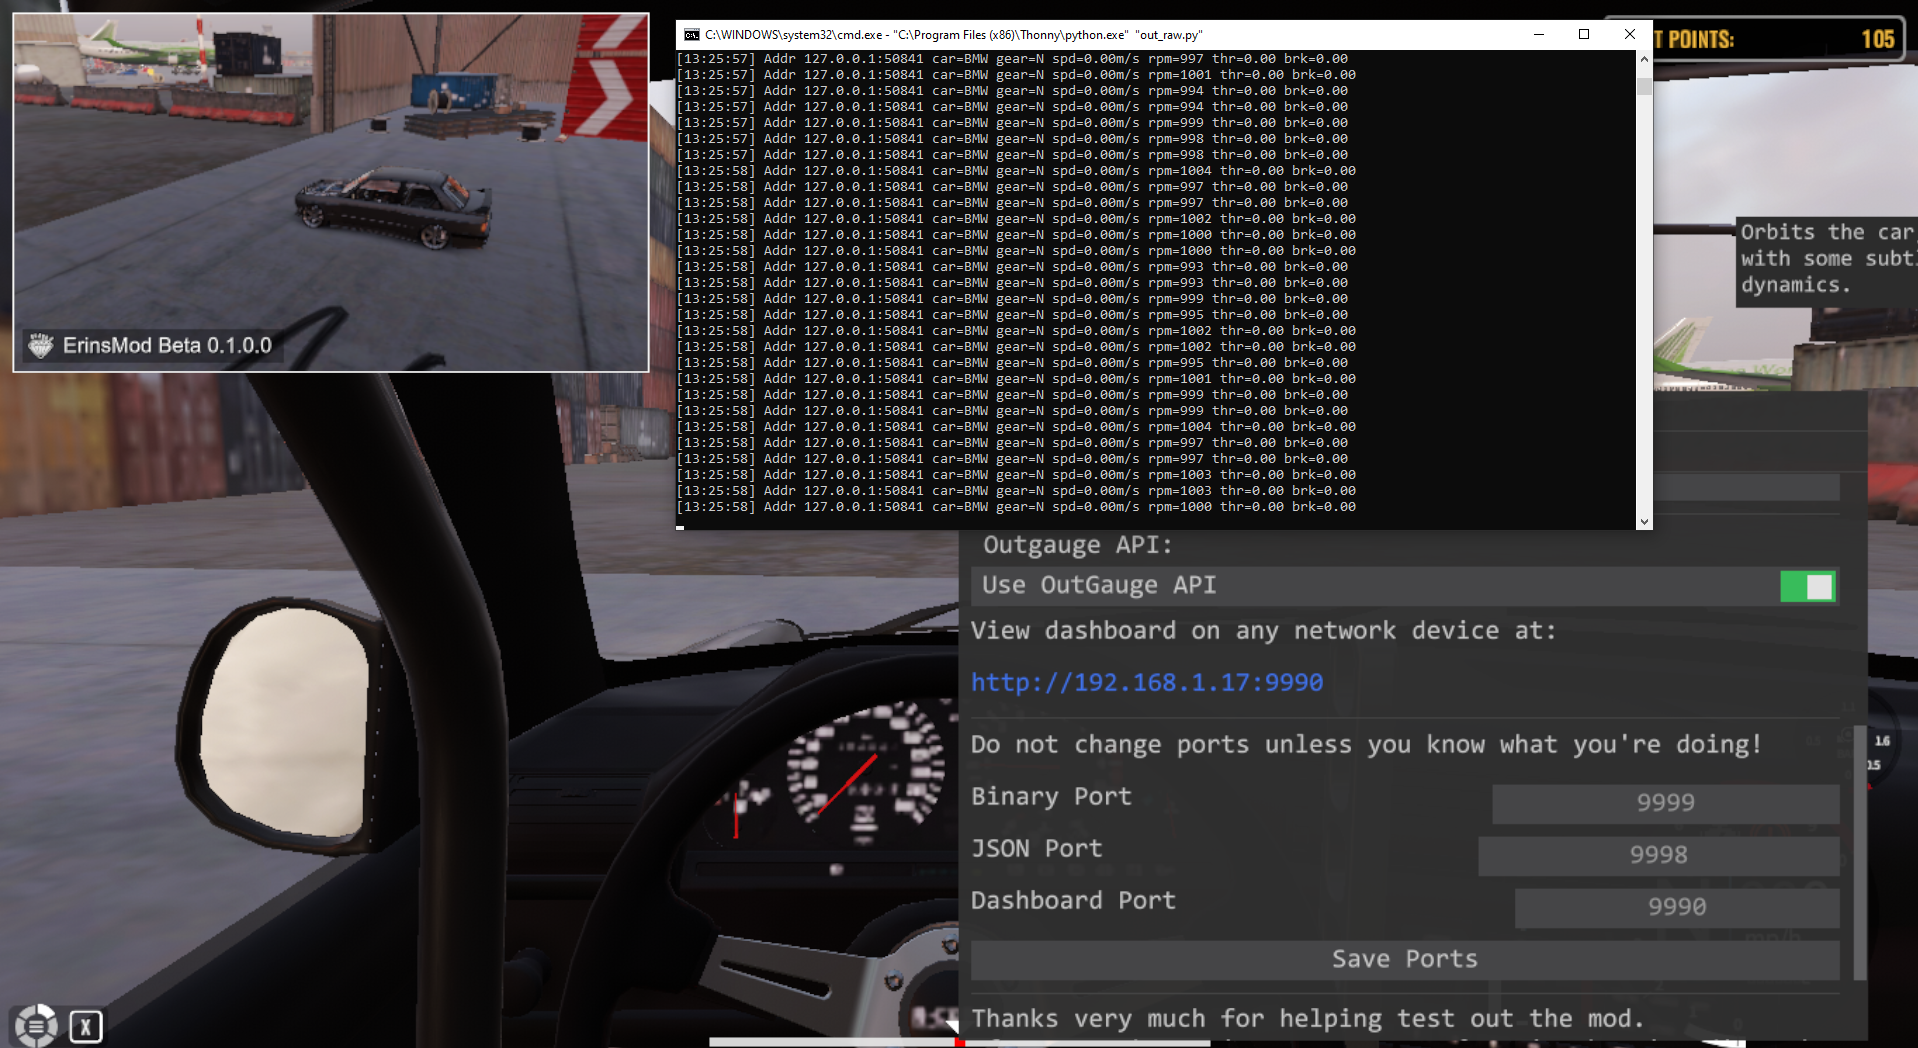 C:\WINDOWS\system32\cmd.exe - "C:\Program Files (x86)\Thonny\python.exe" "out_raw.py"
[13:25:57] Addr 127.0.0.1:50841 car=BMW gear=N spd=0.00m/s rpm=997 thr=0.00 brk=0.00
[13:25:57] Addr 127.0.0.1:50841 car=BMW gear=N spd=0.00m/s rpm=1001 thr=0.00 brk=0.00
[13:25:57] Addr 127.0.0.1:50841 car=BMW gear=N spd=0.00m/s rpm=994 thr=0.00 brk=0.00
[13:25:57] Addr 127.0.0.1:50841 car=BMW gear=N spd=0.00m/s rpm=994 thr=0.00 brk=0.00
[13:25:57] Addr 127.0.0.1:50841 car=BMW gear=N spd=0.00m/s rpm=999 thr=0.00 brk=0.00
[13:25:57] Addr 127.0.0.1:50841 car=BMW gear=N spd=0.00m/s rpm=998 thr=0.00 brk=0.00
[13:25:57] Addr 127.0.0.1:50841 car=BMW gear=N spd=0.00m/s rpm=998 thr=0.00 brk=0.00
[13:25:58] Addr 127.0.0.1:50841 car=BMW gear=N spd=0.00m/s rpm=1004 thr=0.00 brk=0.00
[13:25:58] Addr 127.0.0.1:50841 car=BMW gear=N spd=0.00m/s rpm=997 thr=0.00 brk=0.00
[13:25:58] Addr 127.0.0.1:50841 car=BMW gear=N spd=0.00m/s rpm=997 thr=0.00 brk=0.00
[13:25:58] Addr 127.0.0.1:50841 car=BMW gear=N spd=0.00m/s rpm=1002 thr=0.00 brk=0.00
[13:25:58] Addr 127.0.0.1:50841 car=BMW gear=N spd=0.00m/s rpm=1000 thr=0.00 brk=0.00
[13:25:58] Addr 127.0.0.1:50841 car=BMW gear=N spd=0.00m/s rpm=1000 thr=0.00 brk=0.00
[13:25:58] Addr 127.0.0.1:50841 car=BMW gear=N spd=0.00m/s rpm=993 thr=0.00 brk=0.00
[13:25:58] Addr 127.0.0.1:50841 car=BMW gear=N spd=0.00m/s rpm=993 thr=0.00 brk=0.00
[13:25:58] Addr 127.0.0.1:50841 car=BMW gear=N spd=0.00m/s rpm=999 thr=0.00 brk=0.00
[13:25:58] Addr 127.0.0.1:50841 car=BMW gear=N spd=0.00m/s rpm=995 thr=0.00 brk=0.00
[13:25:58] Addr 127.0.0.1:50841 car=BMW gear=N spd=0.00m/s rpm=1002 thr=0.00 brk=0.00
[13:25:58] Addr 127.0.0.1:50841 car=BMW gear=N spd=0.00m/s rpm=1002 thr=0.00 brk=0.00
[13:25:58] Addr 127.0.0.1:50841 car=BMW gear=N spd=0.00m/s rpm=995 thr=0.00 brk=0.00
[13:25:58] Addr 127.0.0.1:50841 car=BMW gear=N spd=0.00m/s rpm=1001 thr=0.00 brk=0.00
[13:25:58] Addr 127.0.0.1:50841 car=BMW gear=N spd=0.00m/s rpm=999 thr=0.00 brk=0.00
[13:25:58] Addr 127.0.0.1:50841 car=BMW gear=N spd=0.00m/s rpm=999 thr=0.00 brk=0.00
[13:25:58] Addr 127.0.0.1:50841 car=BMW gear=N spd=0.00m/s rpm=1004 thr=0.00 brk=0.00
[13:25:58] Addr 127.0.0.1:50841 car=BMW gear=N spd=0.00m/s rpm=997 thr=0.00 brk=0.00
[13:25:58] Addr 127.0.0.1:50841 car=BMW gear=N spd=0.00m/s rpm=997 thr=0.00 brk=0.00
[13:25:58] Addr 127.0.0.1:50841 car=BMW gear=N spd=0.00m/s rpm=1003 thr=0.00 brk=0.00
[13:25:58] Addr 127.0.0.1:50841 car=BMW gear=N spd=0.00m/s rpm=1003 thr=0.00 brk=0.00
[13:25:58] Addr 127.0.0.1:50841 car=BMW gear=N spd=0.00m/s rpm=1000 thr=0.00 brk=0.00
T POINTS: 105
Orbits the car,
with some subtl
dynamics.
ErinsMod Beta 0.1.0.0
Outgauge API:
Use OutGauge API
View dashboard on any network device at:
http://192.168.1.17:9990
Do not change ports unless you know what you're doing!
Binary Port 9999
JSON Port 9998
Dashboard Port 9990
Save Ports
Thanks very much for helping test out the mod.
1.6
0.5
X